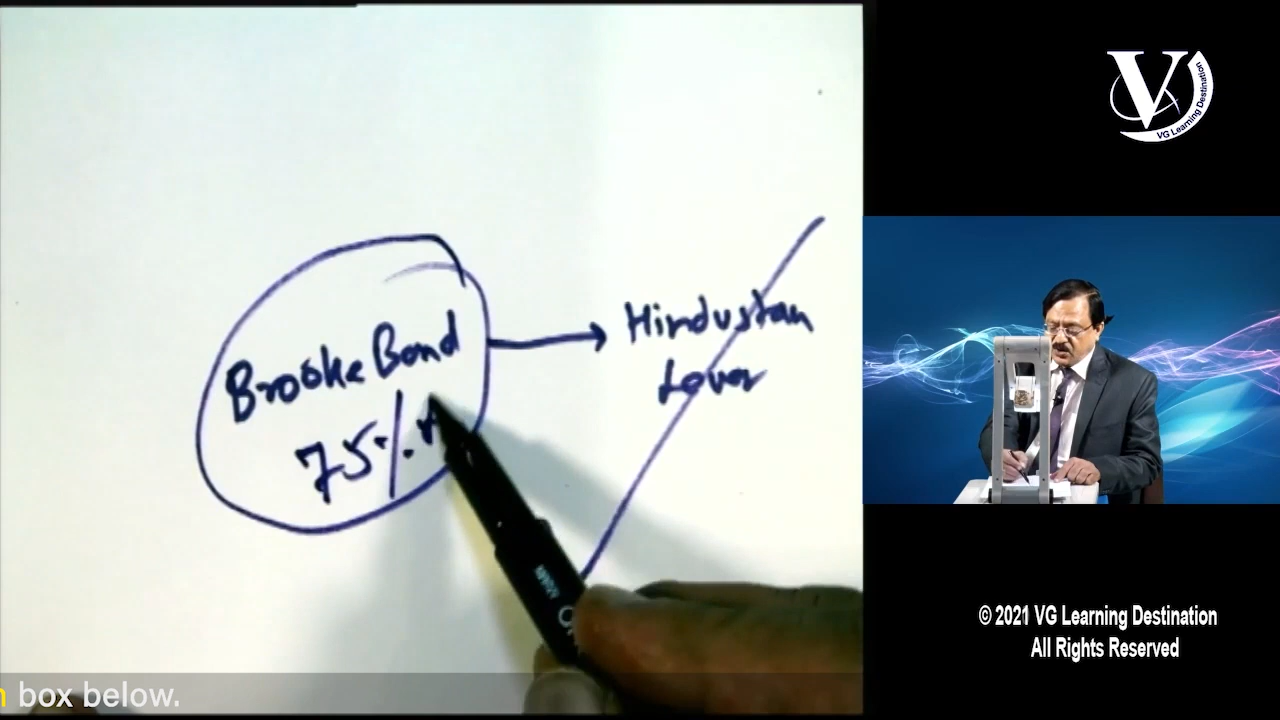 Brooke Bond
75%.
Hindustan
Lever
V
VG Learning Destination
© 2021 VG Learning Destination
All Rights Reserved
box below.